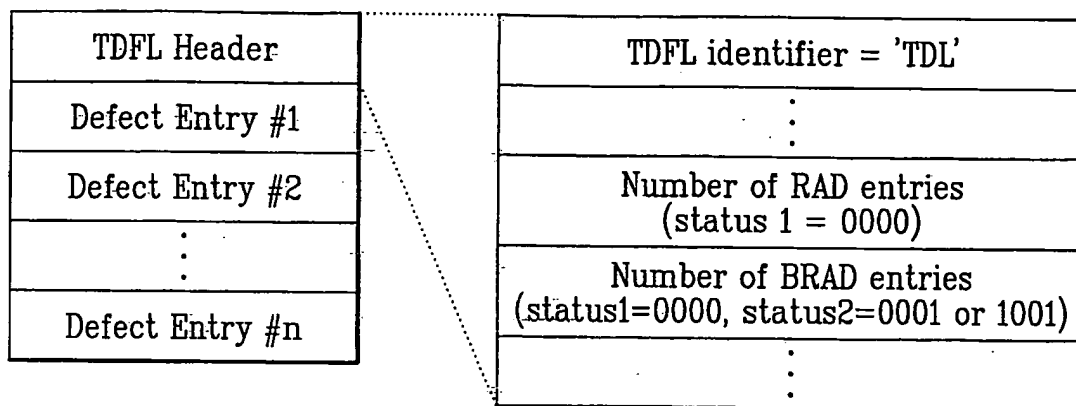 TDFL Header
Defect Entry #1
Defect Entry #2
Defect Entry #n
TDFL identifier = 'TDL'
Number of RAD entries
(status 1 = 0000)
Number of BRAD entries
(status1=0000, status2=0001 or 1001)